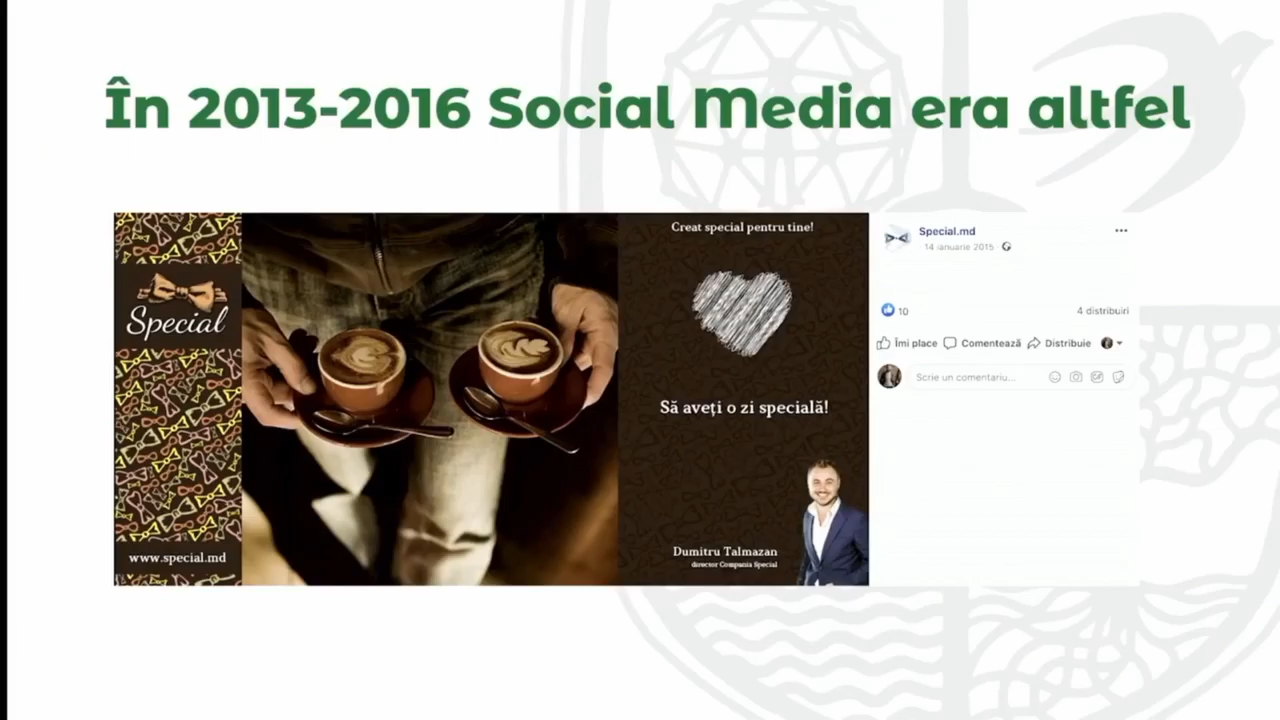 În 2013-2016 Social Media era altfel
Special
www.special.md
Creat special pentru tine!
Să aveți o zi specială!
Dumitru Talmazan
director Compania Special
Special.md
14 ianuarie 2015
10
4 distribuiri
Îmi place Comentează Distribuie
Scrie un comentariu...